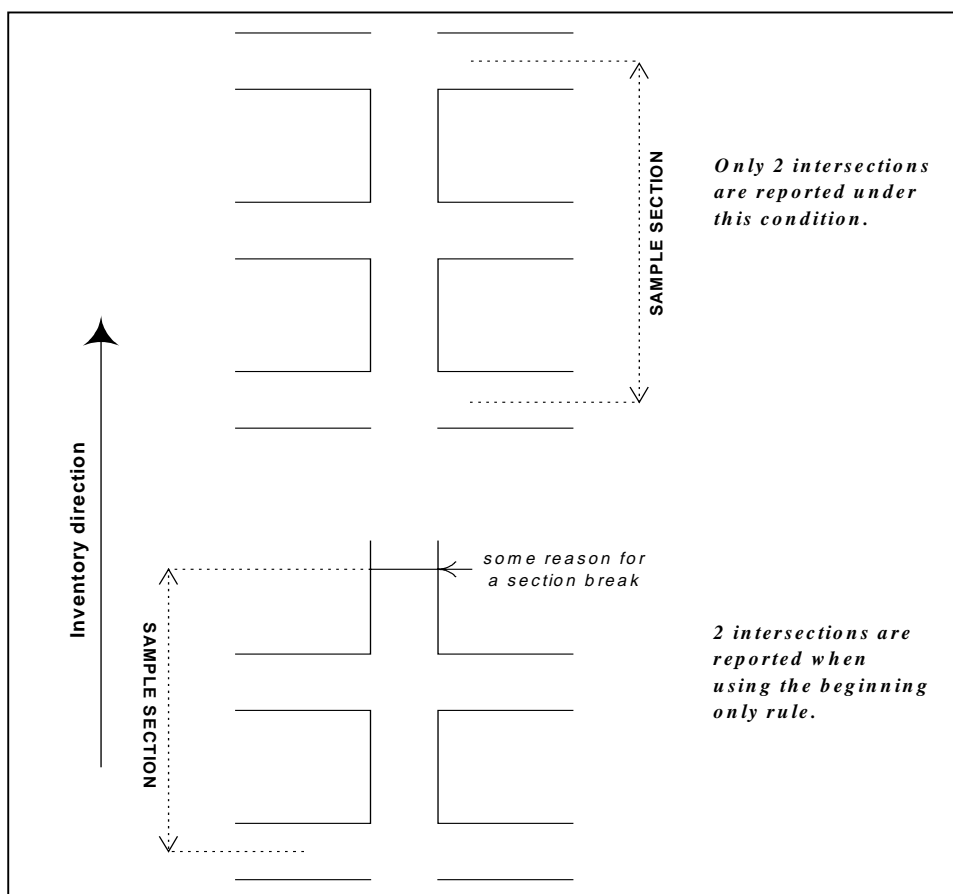 Only 2 intersections
are reported under
this condition.
SAMPLE SECTION
Inventory direction
some reason for
a section break
SAMPLE SECTION
2 intersections are
reported when
using the beginning
only rule.